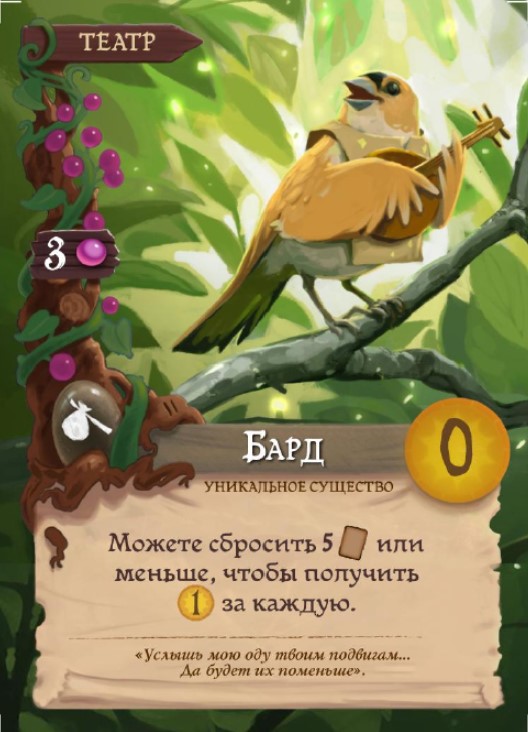 ТЕАТР
3
БАРД
0
УНИКАЛЬНОЕ СУЩЕСТВО
Можете сбросить 5 или
меньше, чтобы получить
1 за каждую.
«Услышь мою оду твоим подвигам...
Да будет их поменьше».